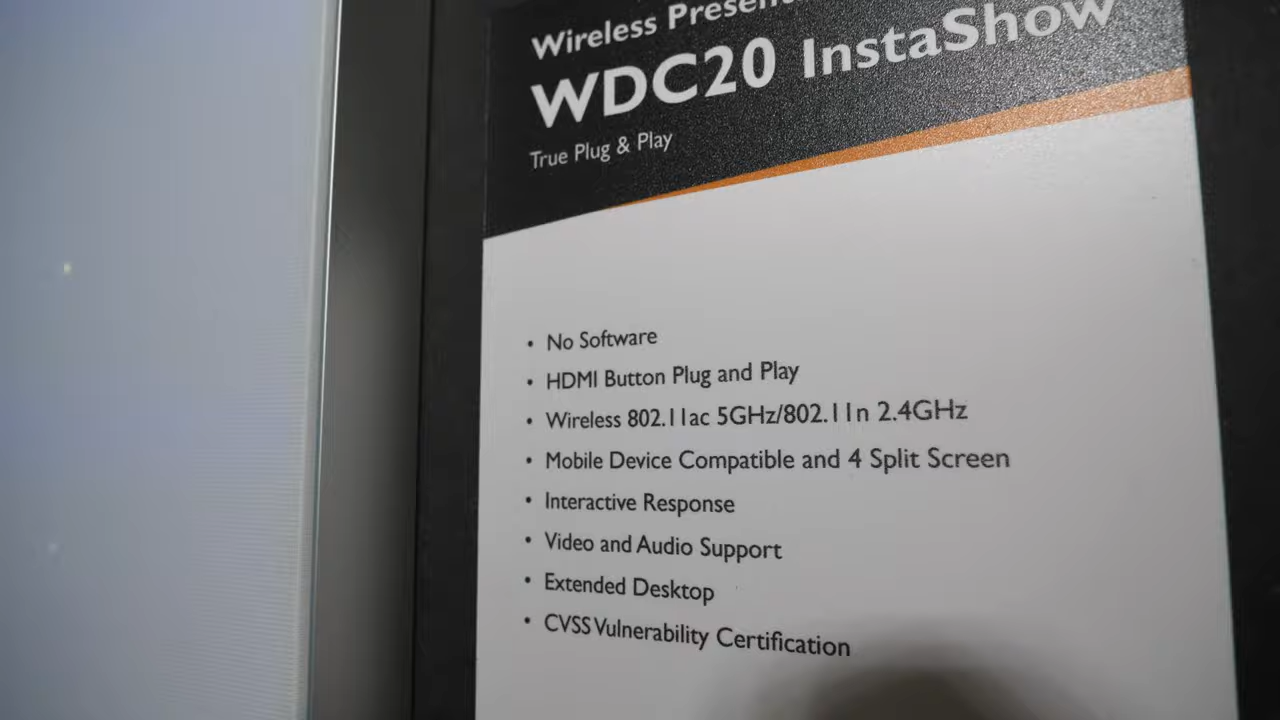 Wireless
WDC20 InstaShow
True Plug & Play
• No Software
• HDMI Button Plug and Play
• Wireless 802.11ac 5GHz/802.11n 2.4GHz
• Mobile Device Compatible and 4 Split Screen
• Interactive Response
• Video and Audio Support
• Extended Desktop
• CVSS Vulnerability Certification